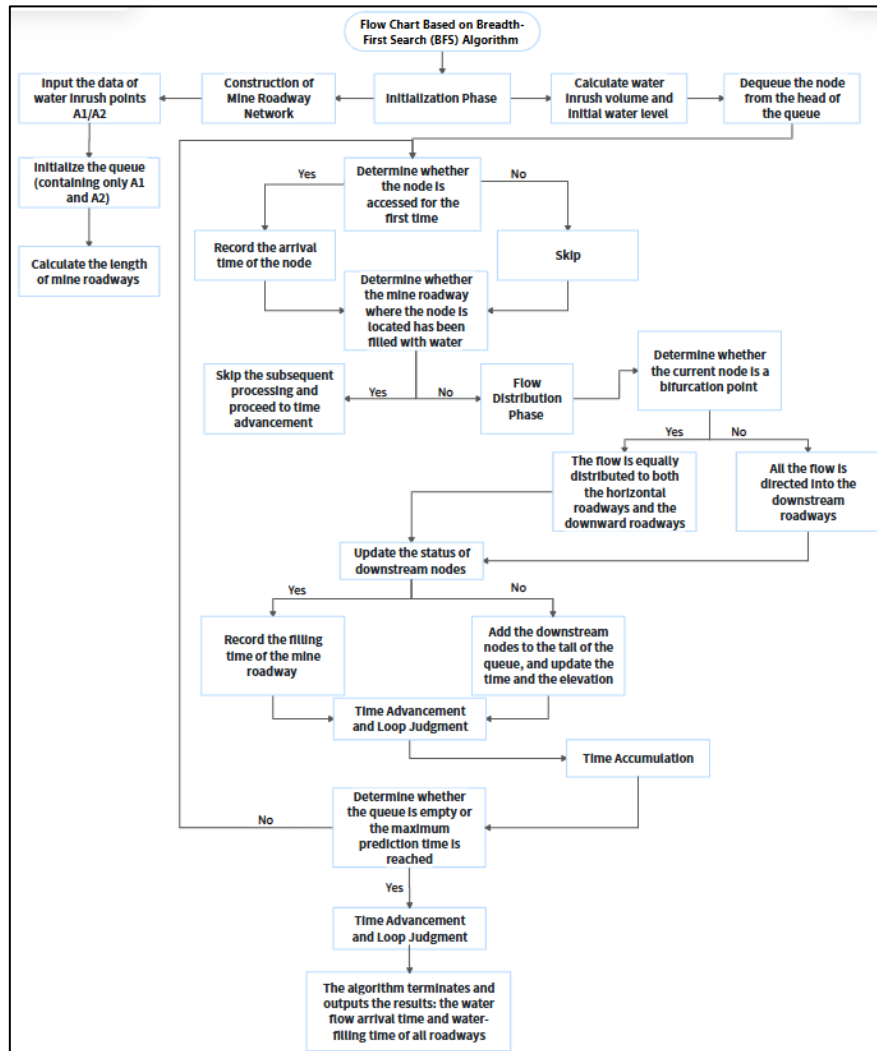 Flow Chart Based on Breadth-
First Search (BFS) Algorithm
Input the data of
water inrush points
A1/A2
Construction of
Mine Roadway
Network
Initialization Phase
Calculate water
inrush volume and
initial water level
Dequeue the node
from the head of
the queue
Initialize the queue
(containing only A1
and A2)
Calculate the length
of mine roadways
Yes
Determine whether
the node is
accessed for the
first time
No
Record the arrival
time of the node
Skip
Determine whether
the mine roadway
where the node is
located has been
filled with water
Skip the subsequent
processing and
proceed to time
advancement
Yes
No
Flow
Distribution
Phase
Determine whether
the current node is a
bifurcation point
Yes
No
The flow is equally
distributed to both
the horizontal
roadways and the
downward roadways
All the flow is
directed into the
downstream
roadways
Update the status of
downstream nodes
Yes
No
Record the filling
time of the mine
roadway
Add the downstream
nodes to the tail of the
queue, and update the
time and the elevation
Time Advancement
and Loop Judgment
Time Accumulation
Determine whether
the queue is empty or
the maximum
prediction time is
reached
No
Yes
Time Advancement
and Loop Judgment
The algorithm terminates and
outputs the results: the water
flow arrival time and water-
filling time of all roadways